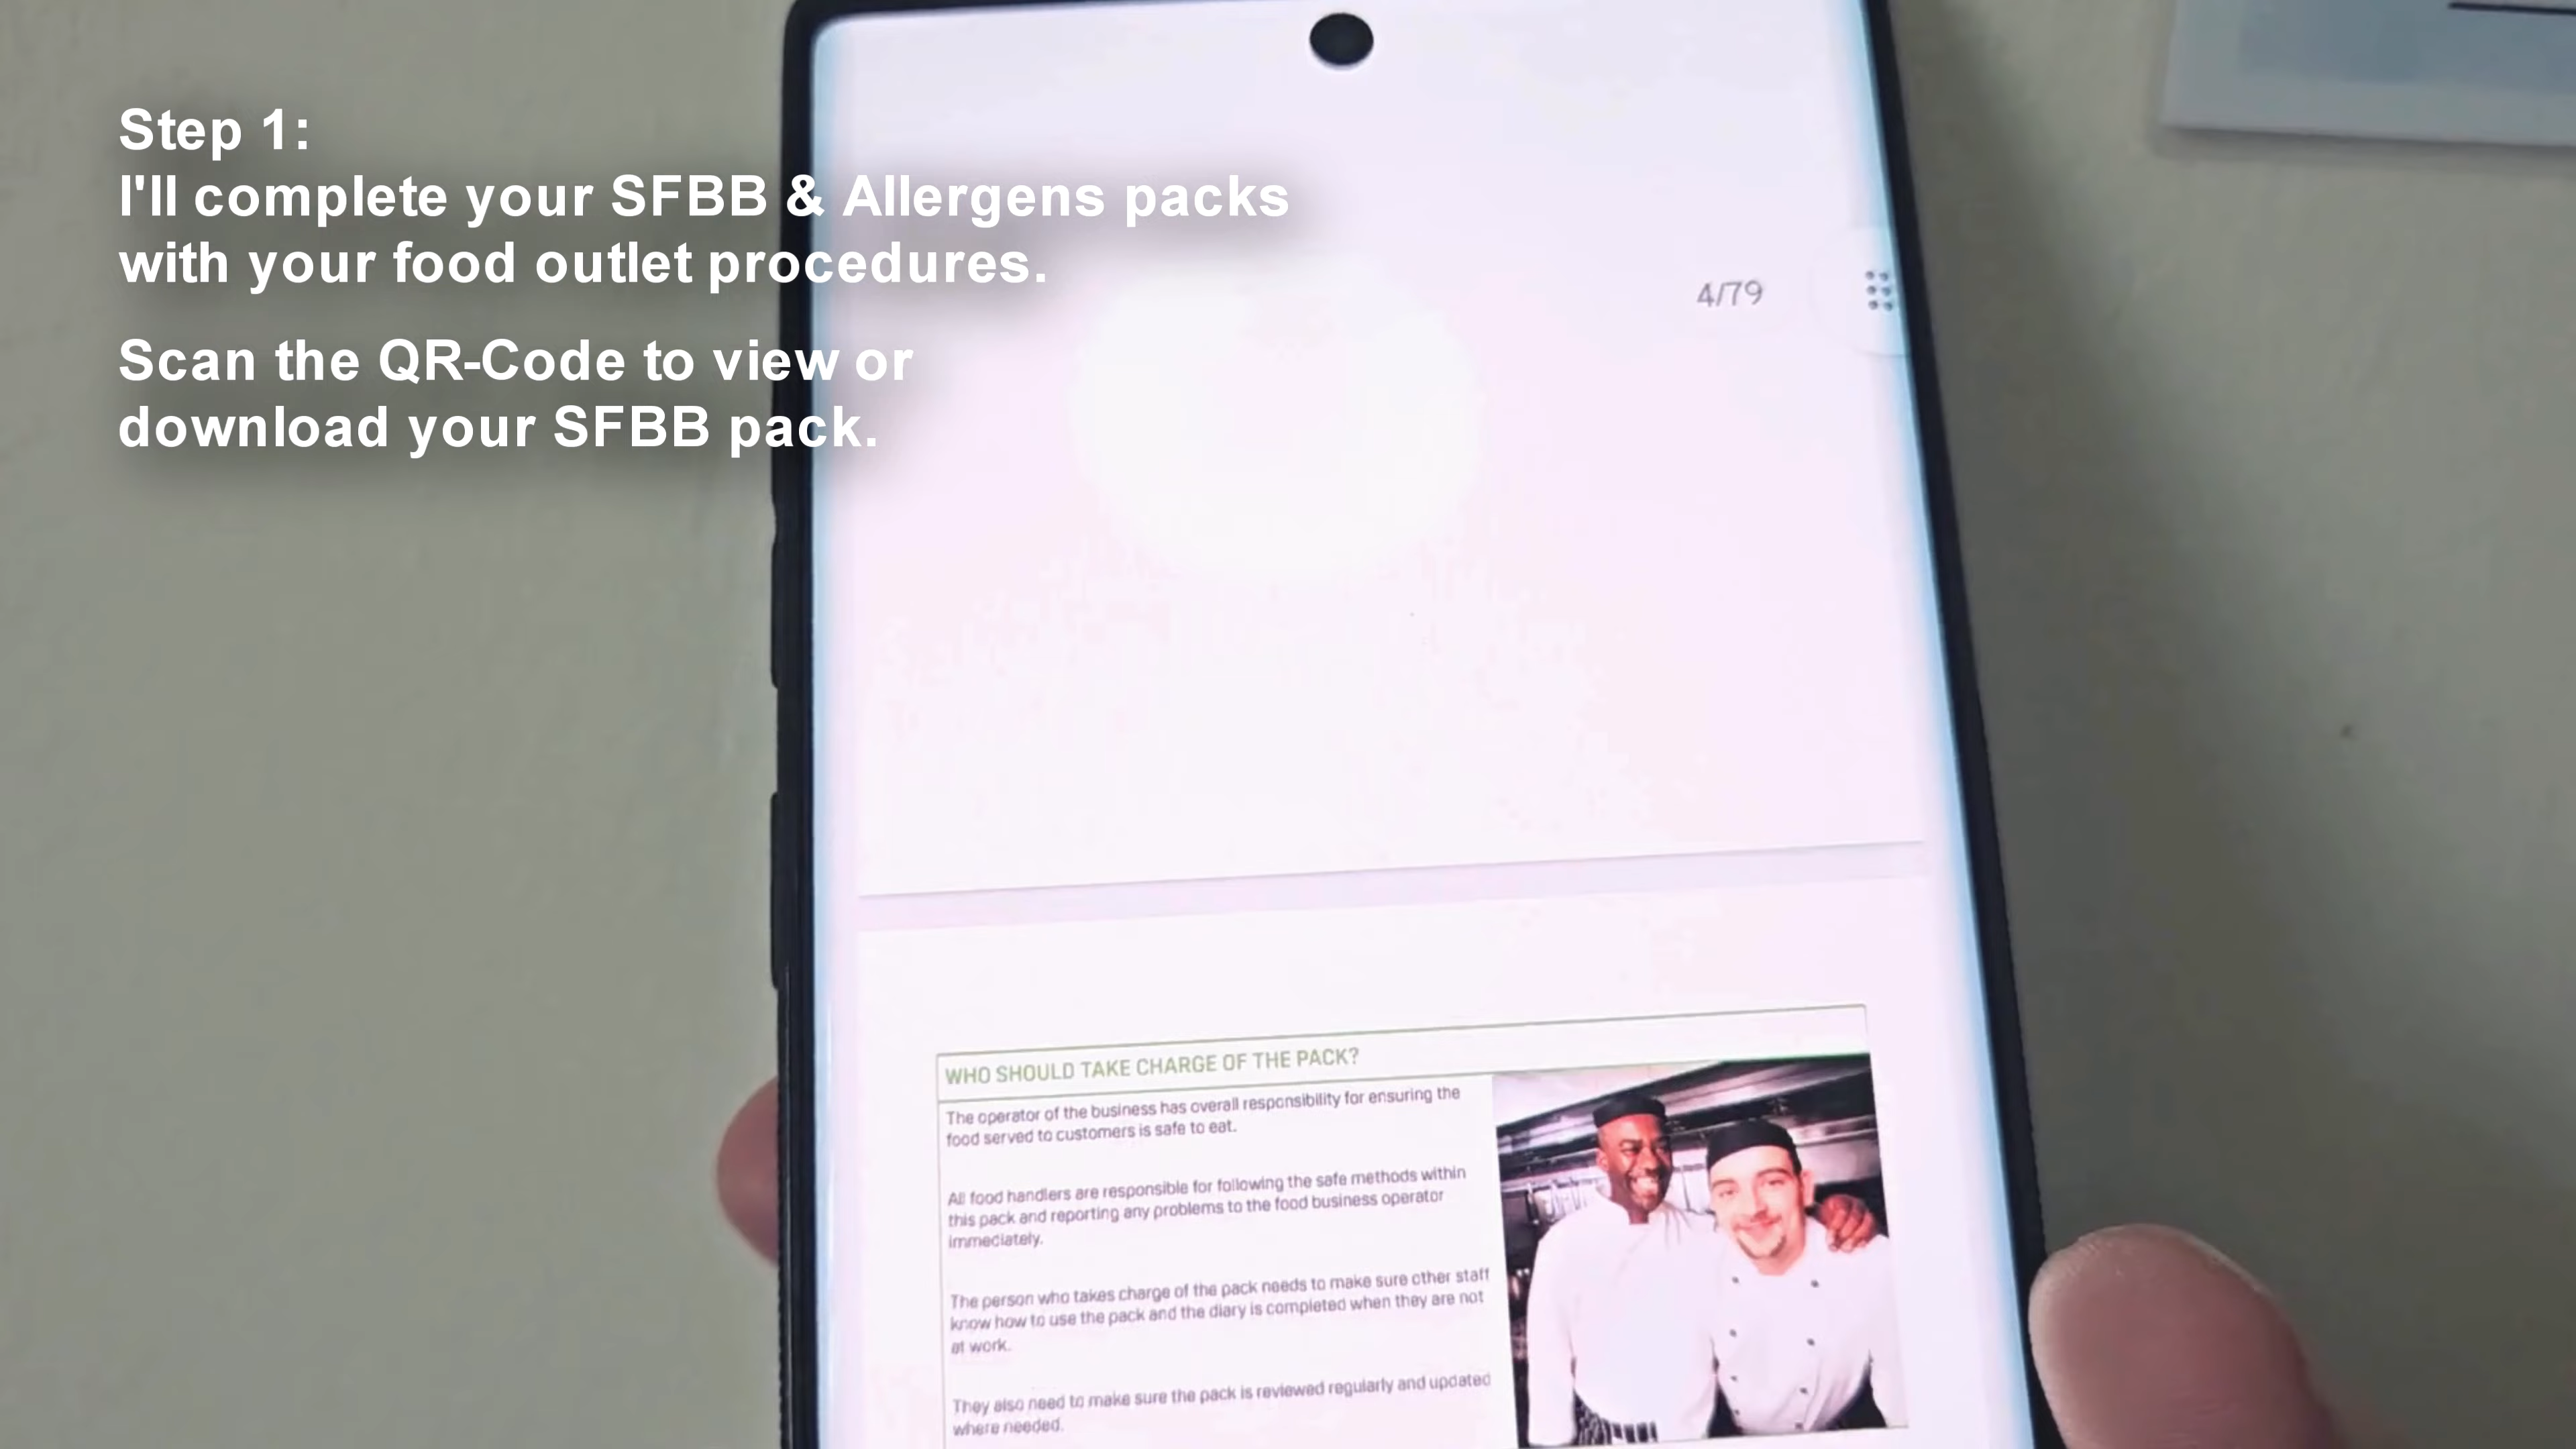 Step 1:
I'll complete your SFBB & Allergens packs
with your food outlet procedures.
Scan the QR-Code to view or
download your SFBB pack.
4/79
WHO SHOULD TAKE CHARGE OF THE PACK?
The operator of the business has overall responsibility for ensuring the
food served to customers is safe to eat.
All food handlers are responsible for following the safe methods within
this pack and reporting any problems to the food business operator
immediately.
The person who takes charge of the pack needs to make sure other staff
know how to use the pack and the diary is completed when they are not
at work.
They also need to make sure the pack is reviewed regularly and updated
where needed.